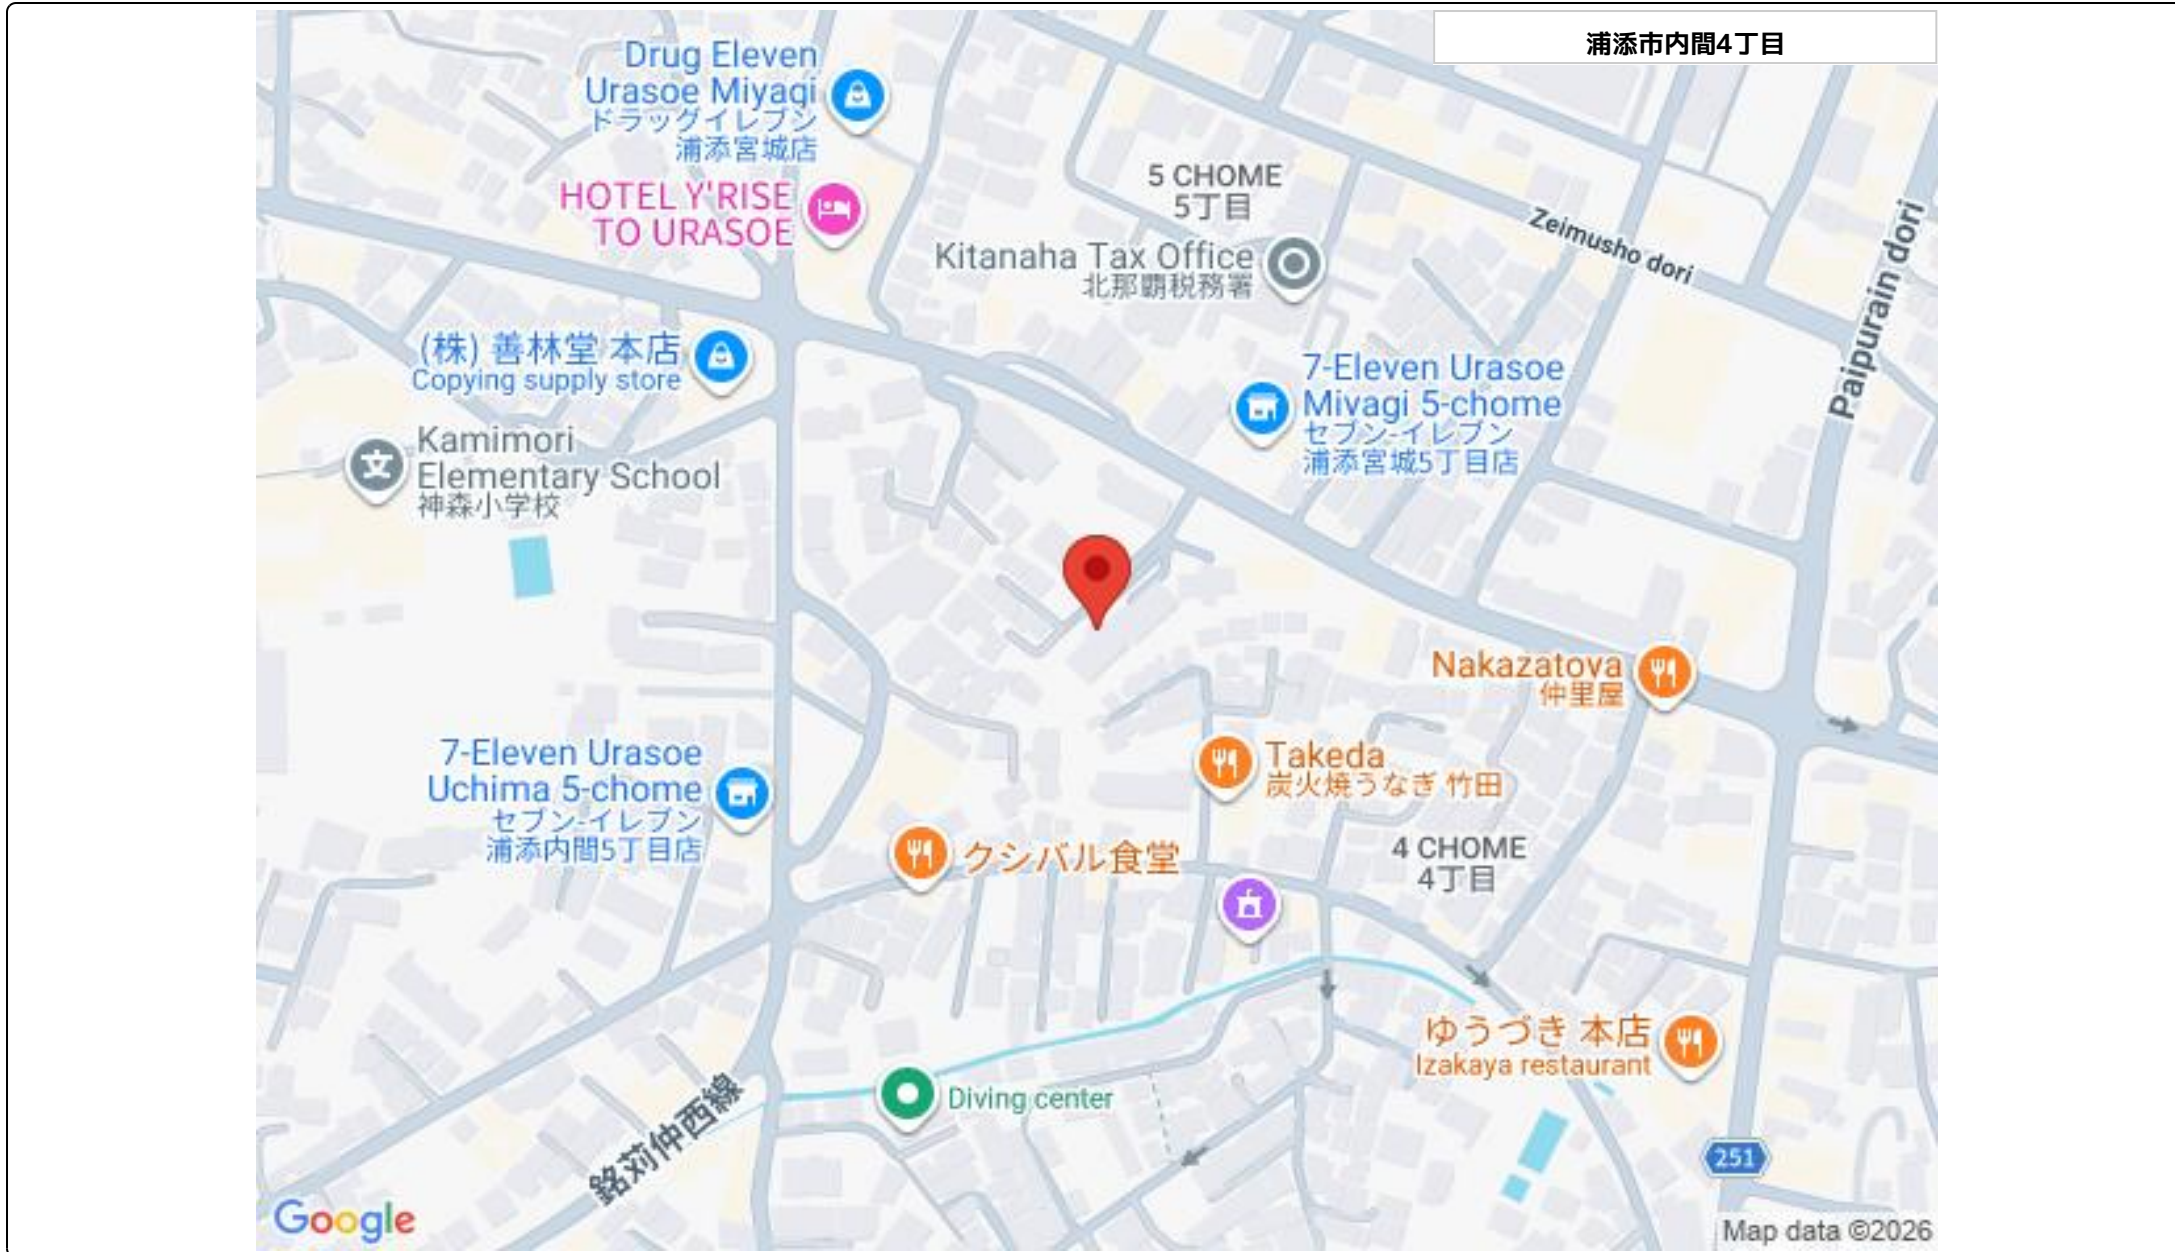 浦添市内間4丁目
Drug Eleven
Urasoe Miyagi
ドラッグイレブン
浦添宮城店
HOTEL Y'RISE
TO URASOE
5 CHOME
5丁目
Zeimusho dori
Paipurain dori
Kitanaha Tax Office
北那覇税務署
(株) 善林堂 本店
Copying supply store
7-Eleven Urasoe
Miyagi 5-chome
セブン-イレブン
浦添宮城5丁目店
Kamimori
Elementary School
神森小学校
文
Nakazatoya
仲里屋
7-Eleven Urasoe
Uchima 5-chome
セブン-イレブン
浦添内間5丁目店
Takeda
炭火焼うなぎ 竹田
クシバル食堂
4 CHOME
4丁目
ゆうづき 本店
Izakaya restaurant
Diving center
銘苅仲西線
251
Google
Map data ©2026